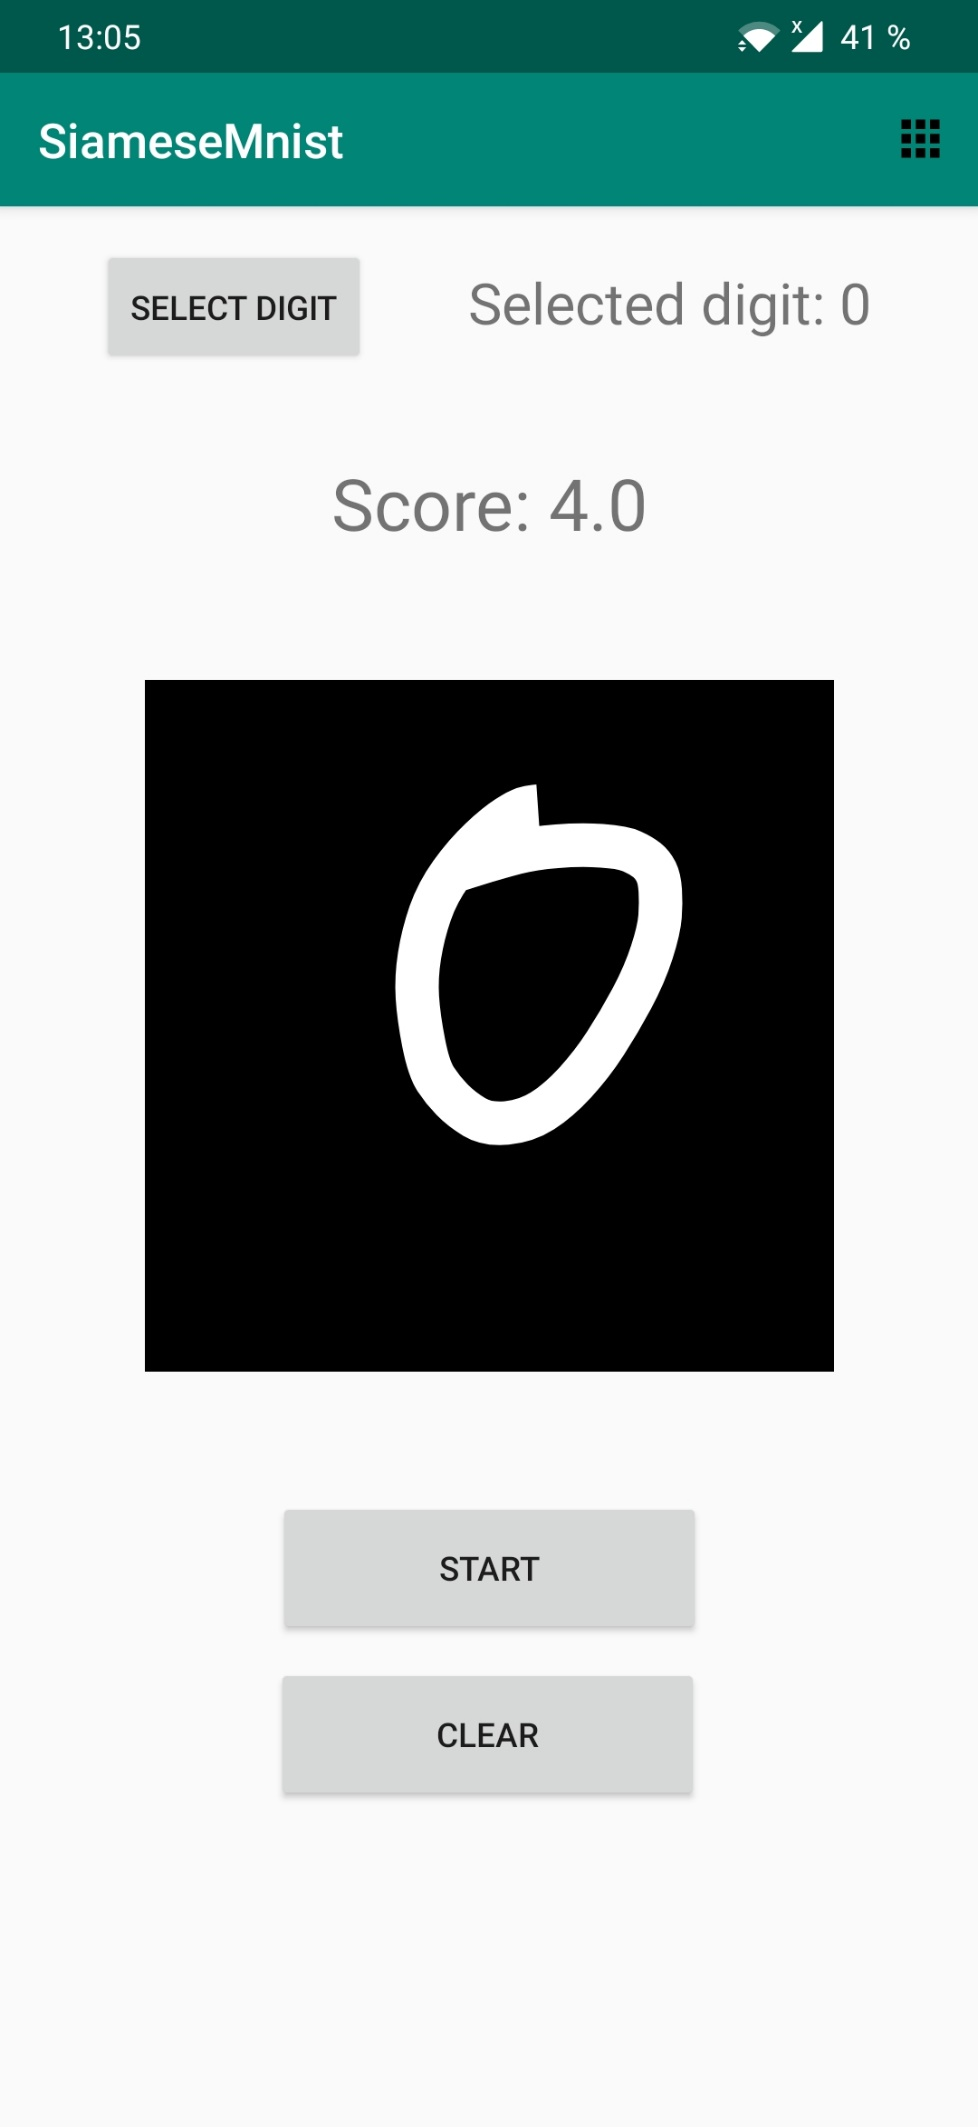 13:05 x 41 %
SiameseMnist
SELECT DIGIT Selected digit: 0
Score: 4.0
0
START
CLEAR